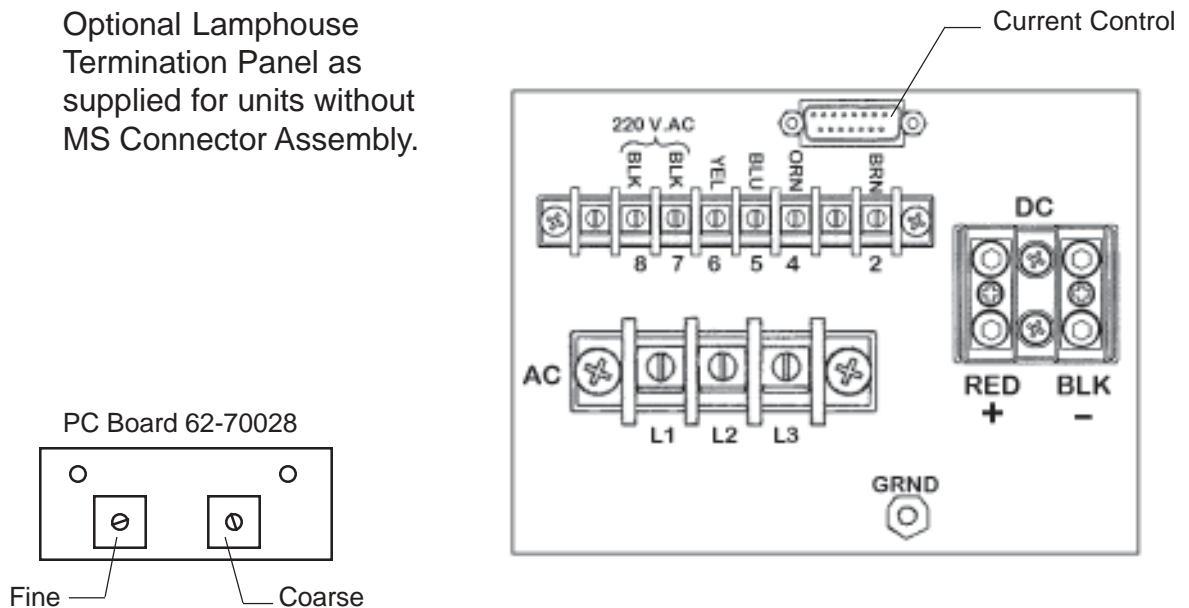 Optional Lamphouse
Termination Panel as
supplied for units without
MS Connector Assembly.
Current Control
220 V.AC
BLK BLK YEL BLU ORN BRN
8 7 6 5 4 2
DC
RED BLK
+ –
AC
L1 L2 L3
GRND
PC Board 62-70028
Fine Coarse